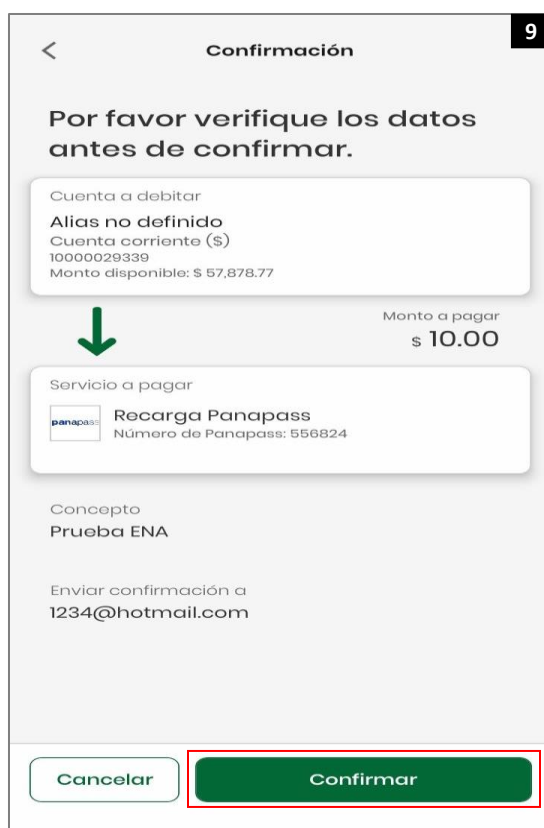 9
Confirmación
Por favor verifique los datos
antes de confirmar.
Cuenta a debitar
Alias no definido
Cuenta corriente ($)
10000029339
Monto disponible: $ 57,878.77
Monto a pagar
$ 10.00
Servicio a pagar
panapass
Recarga Panapass
Número de Panapass: 556824
Concepto
Prueba ENA
Enviar confirmación a
1234@hotmail.com
Cancelar
Confirmar